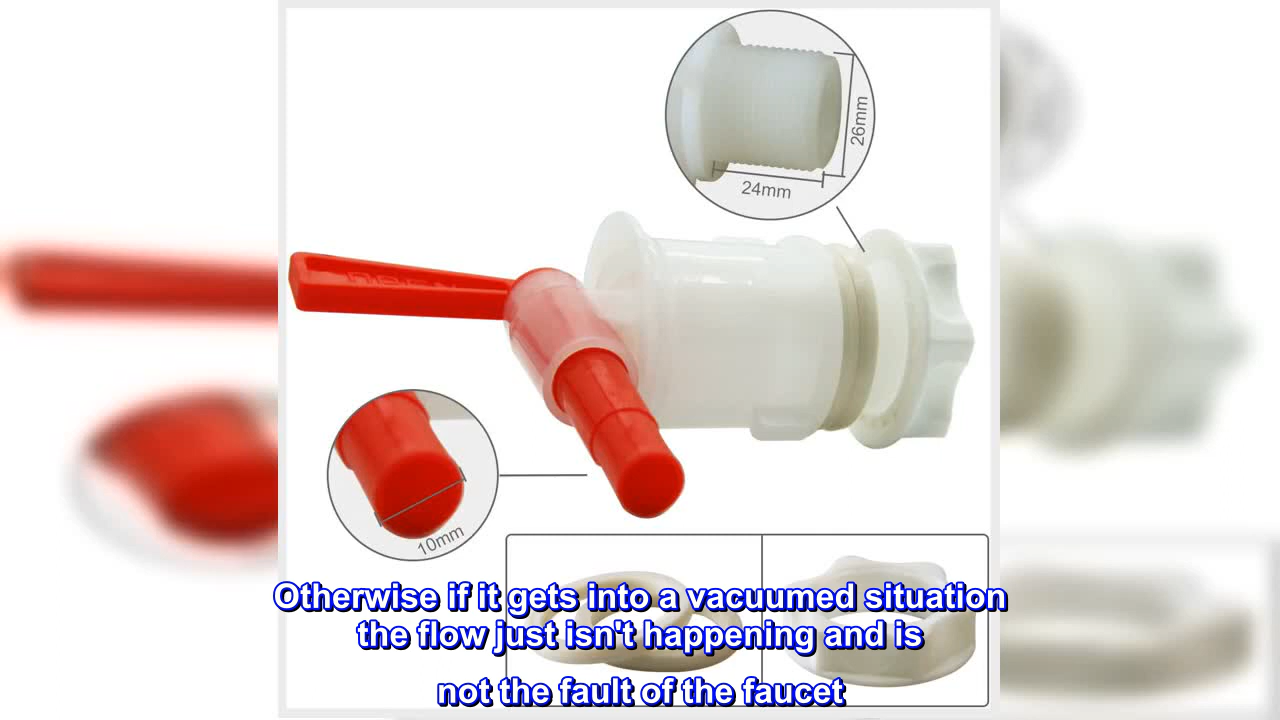 26mm
24mm
10mm
Otherwise if it gets into a vacuumed situation
the flow just isn't happening and is
not the fault of the faucet